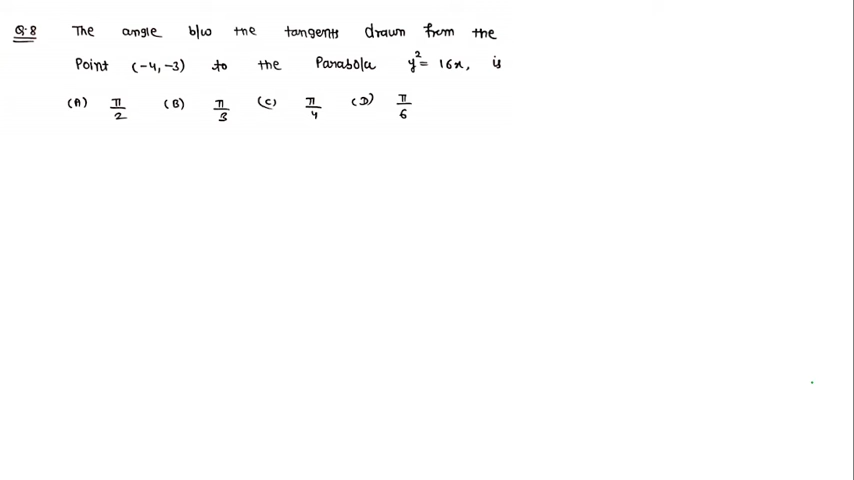 Q.8 The angle b/w the tangents drawn from the
Point (-4,-3) to the Parabola y² = 16x, is
(A) π/2 (B) π/3 (C) π/4 (D) π/6